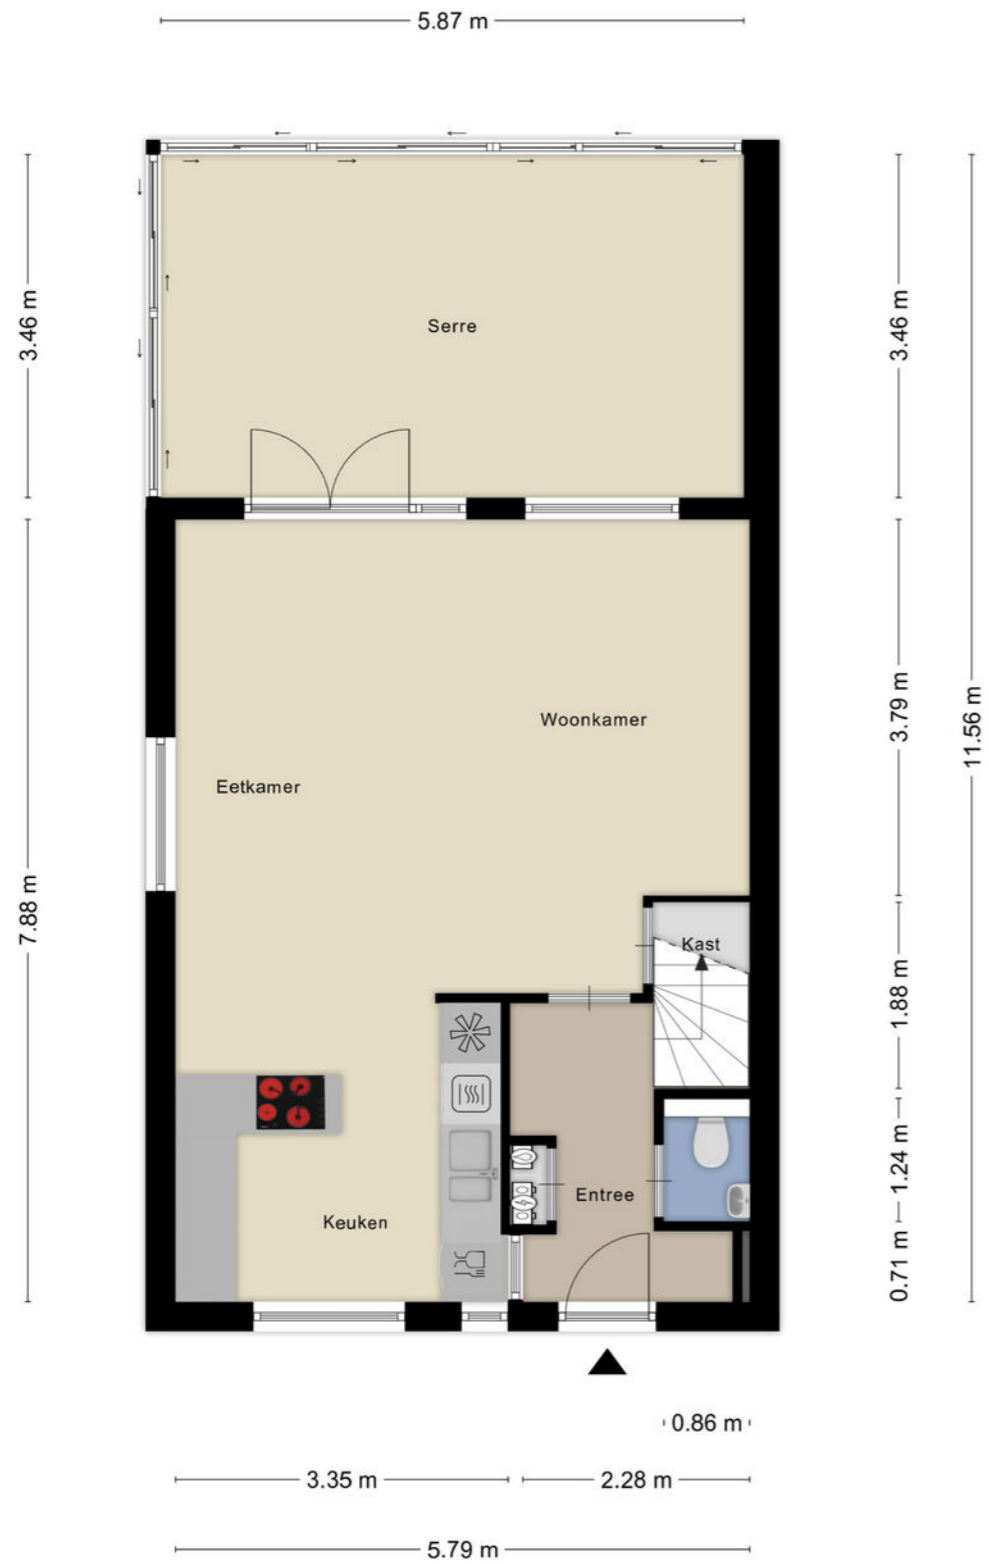 5.87 m
3.46 m
3.46 m
Serre
11.56 m
3.79 m
Woonkamer
Eetkamer
7.88 m
Kast
1.88 m
1.24 m
Entree
Keuken
0.71 m
0.86 m
3.35 m
2.28 m
5.79 m